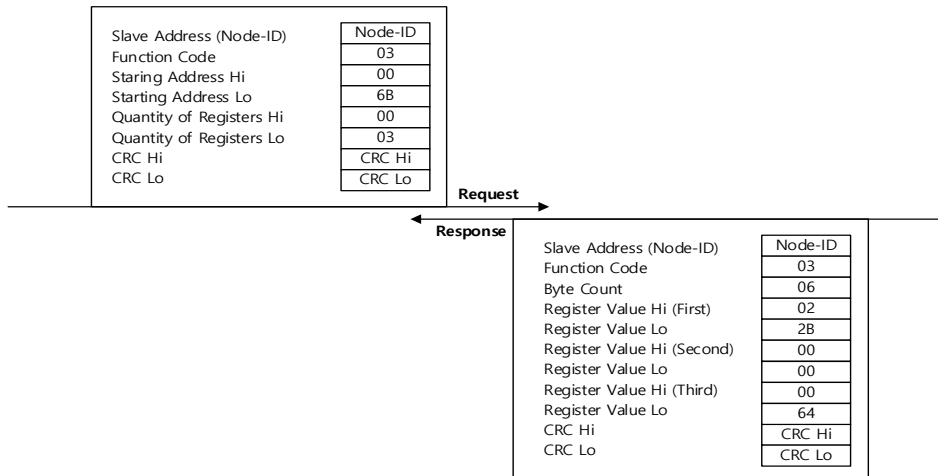 Slave Address (Node-ID) Node-ID
Function Code 03
Staring Address Hi 00
Starting Address Lo 6B
Quantity of Registers Hi 00
Quantity of Registers Lo 03
CRC Hi CRC Hi
CRC Lo CRC Lo
Request
Response
Slave Address (Node-ID) Node-ID
Function Code 03
Byte Count 06
Register Value Hi (First) 02
Register Value Lo 2B
Register Value Hi (Second) 00
Register Value Lo 00
Register Value Hi (Third) 00
Register Value Lo 64
CRC Hi CRC Hi
CRC Lo CRC Lo